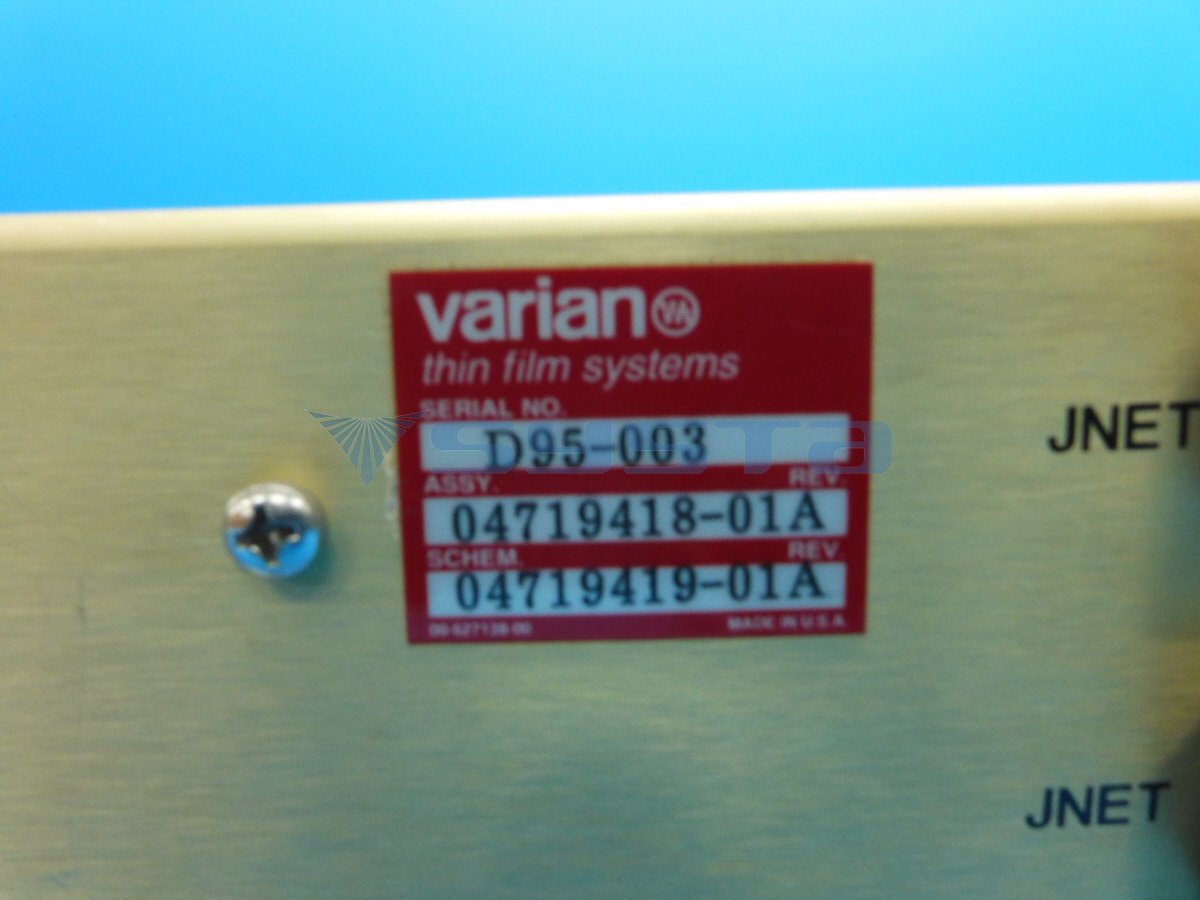 varian VA
thin film systems
SERIAL NO.
D95-003
ASSY. REV.
04719418-01A
SCHEM. REV.
04719419-01A
MADE IN U.S.A
JNET
JNET